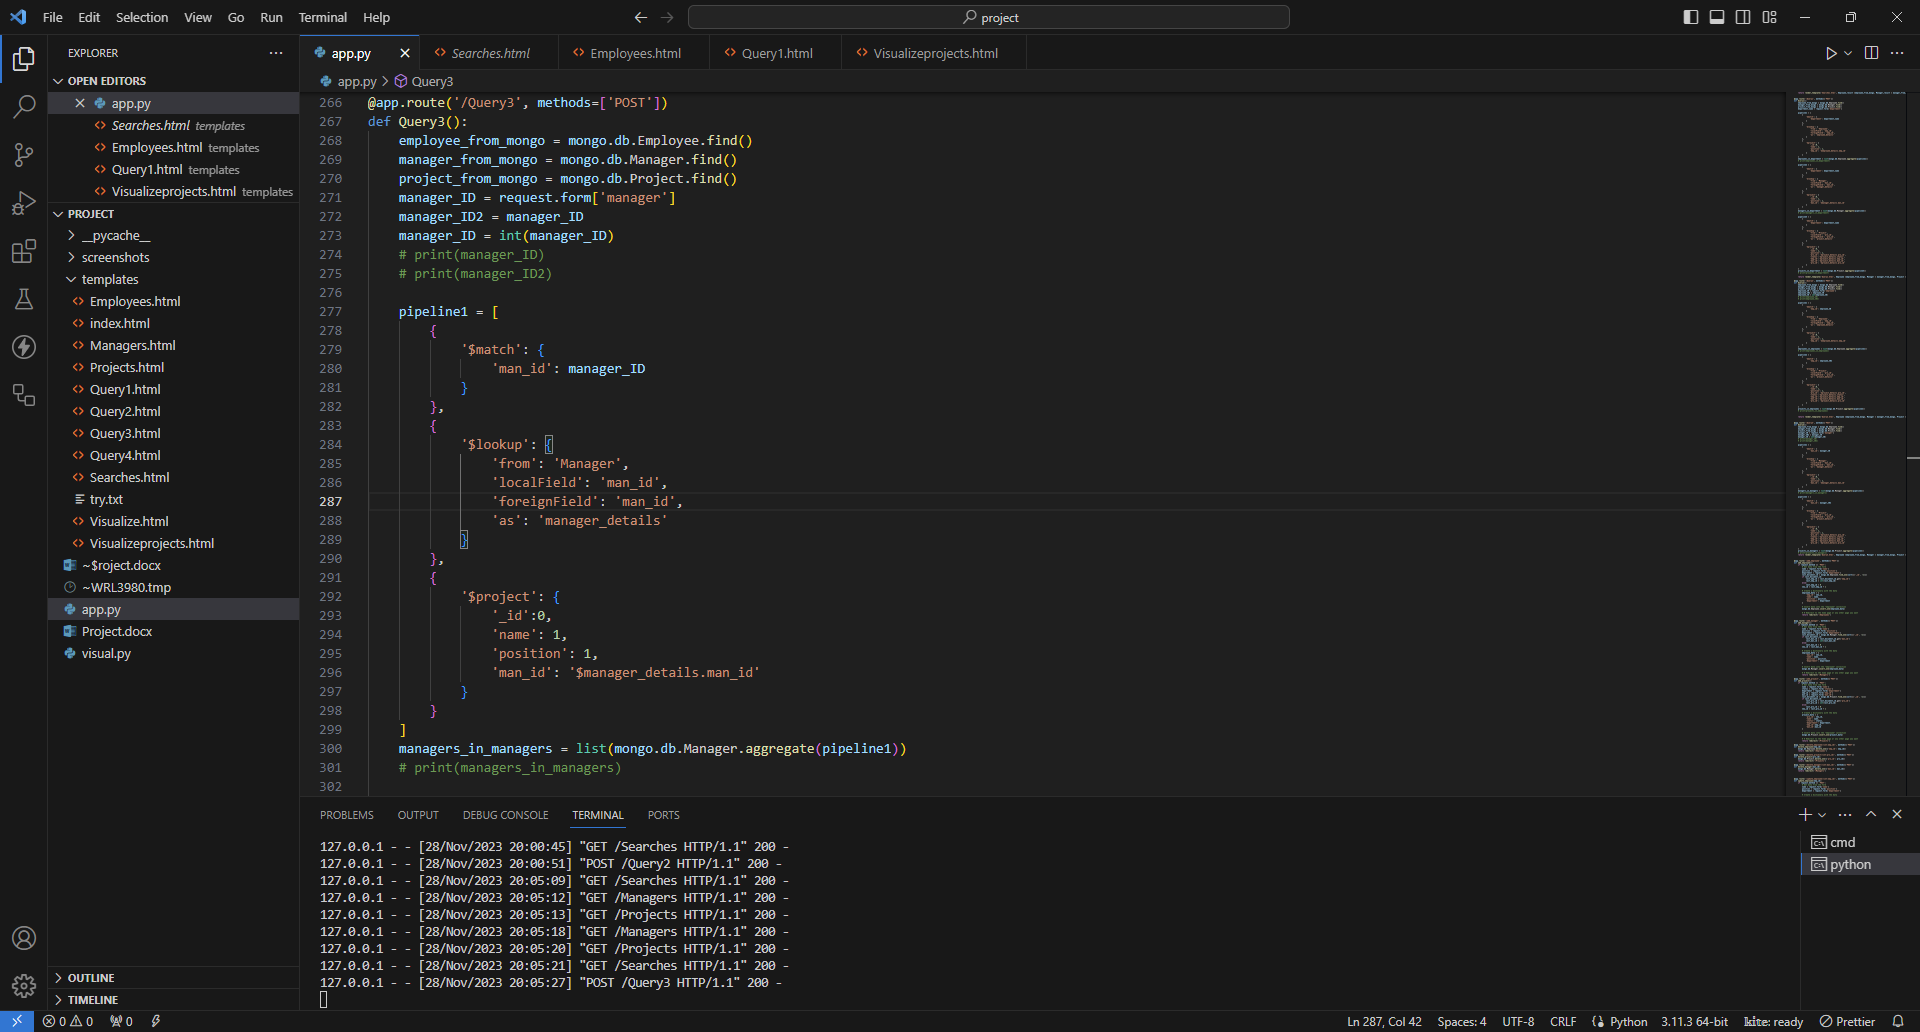 File Edit Selection View Go Run Terminal Help
project
EXPLORER
OPEN EDITORS
app.py
Searches.html templates
Employees.html templates
Query1.html templates
Visualizeprojects.html templates
PROJECT
__pycache__
screenshots
templates
Employees.html
index.html
Managers.html
Projects.html
Query1.html
Query2.html
Query3.html
Query4.html
Searches.html
try.txt
Visualize.html
Visualizeprojects.html
~$roject.docx
~WRL3980.tmp
app.py
Project.docx
visual.py
OUTLINE
TIMELINE
app.py Searches.html Employees.html Query1.html Visualizeprojects.html
app.py > Query3
266 @app.route('/Query3', methods=['POST'])
267 def Query3():
268     employee_from_mongo = mongo.db.Employee.find()
269     manager_from_mongo = mongo.db.Manager.find()
270     project_from_mongo = mongo.db.Project.find()
271     manager_ID = request.form['manager']
272     manager_ID2 = manager_ID
273     manager_ID = int(manager_ID)
274     # print(manager_ID)
275     # print(manager_ID2)
276
277     pipeline1 = [
278         {
279             '$match': {
280                 'man_id': manager_ID
281             }
282         },
283         {
284             '$lookup': {
285                 'from': 'Manager',
286                 'localField': 'man_id',
287                 'foreignField': 'man_id',
288                 'as': 'manager_details'
289             }
290         },
291         {
292             '$project': {
293                 '_id':0,
294                 'name': 1,
295                 'position': 1,
296                 'man_id': '$manager_details.man_id'
297             }
298         }
299     ]
300     managers_in_managers = list(mongo.db.Manager.aggregate(pipeline1))
301     # print(managers_in_managers)
302
PROBLEMS OUTPUT DEBUG CONSOLE TERMINAL PORTS
127.0.0.1 - - [28/Nov/2023 20:00:45] "GET /Searches HTTP/1.1" 200 -
127.0.0.1 - - [28/Nov/2023 20:00:51] "POST /Query2 HTTP/1.1" 200 -
127.0.0.1 - - [28/Nov/2023 20:05:09] "GET /Searches HTTP/1.1" 200 -
127.0.0.1 - - [28/Nov/2023 20:05:12] "GET /Managers HTTP/1.1" 200 -
127.0.0.1 - - [28/Nov/2023 20:05:13] "GET /Projects HTTP/1.1" 200 -
127.0.0.1 - - [28/Nov/2023 20:05:18] "GET /Managers HTTP/1.1" 200 -
127.0.0.1 - - [28/Nov/2023 20:05:20] "GET /Projects HTTP/1.1" 200 -
127.0.0.1 - - [28/Nov/2023 20:05:21] "GET /Searches HTTP/1.1" 200 -
127.0.0.1 - - [28/Nov/2023 20:05:27] "POST /Query3 HTTP/1.1" 200 -
cmd
python
0 0 0 Ln 287, Col 42 Spaces: 4 UTF-8 CRLF Python 3.11.3 64-bit kite: ready Prettier